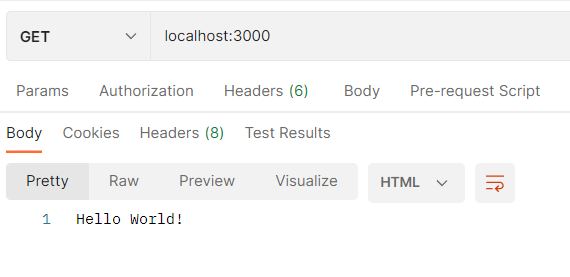 GET localhost:3000
Params Authorization Headers (6) Body Pre-request Script
Body Cookies Headers (8) Test Results
Pretty Raw Preview Visualize HTML
1 Hello World!